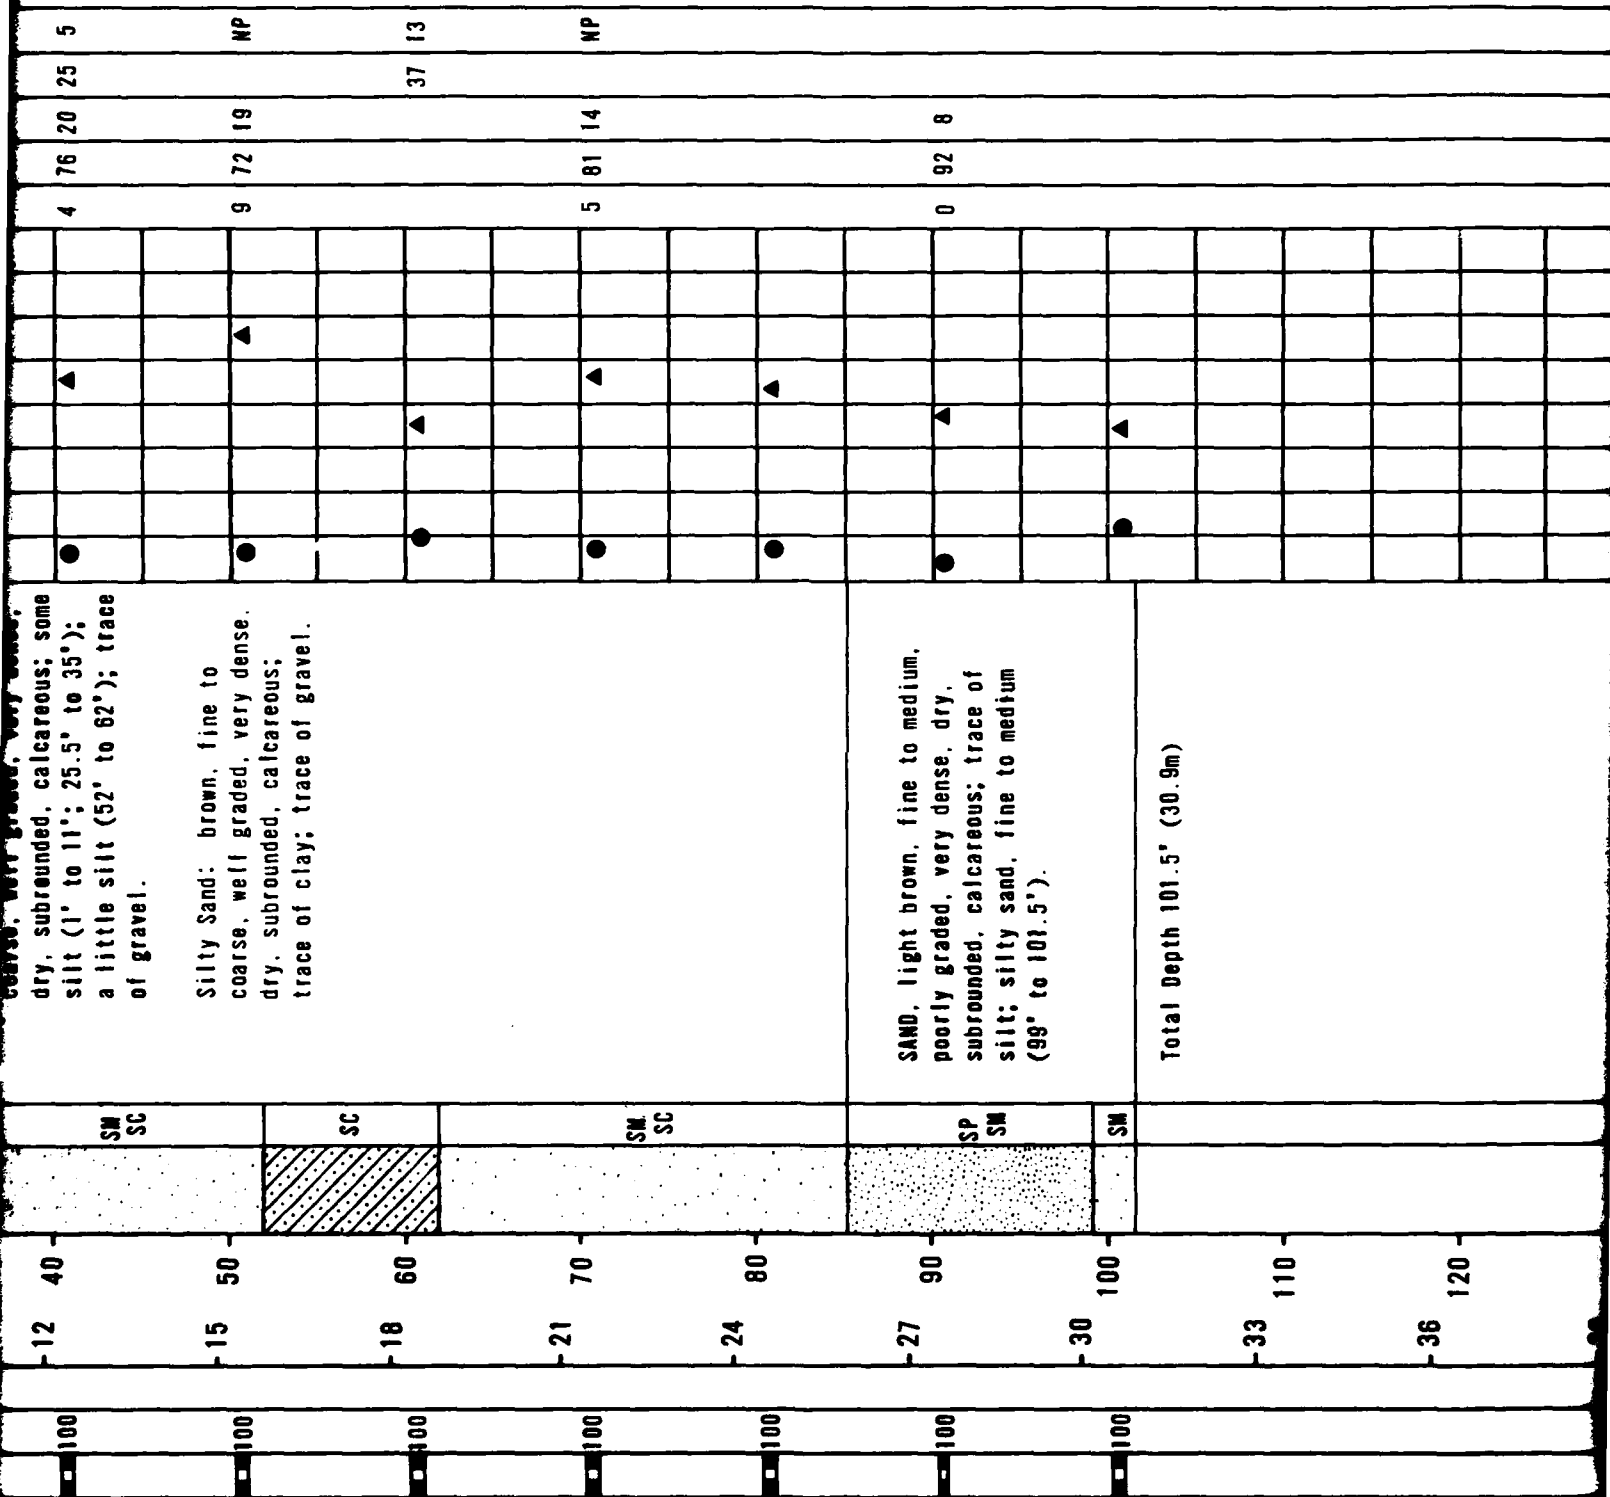 dry, subrounded, calcareous; some
silt (1' to 11'; 25.5' to 35');
a little silt (52' to 62'); trace
of gravel.
Silty Sand: brown, fine to
coarse, well graded, very dense.
dry, subrounded, calcareous;
trace of clay; trace of gravel.
SAND, light brown, fine to medium,
poorly graded, very dense, dry,
subrounded, calcareous; trace of
silt; silty sand, fine to medium
(99' to 101.5').
Total Depth 101.5' (30.9m)
4 76 20 25 5
9 72 19 NP
37 13
5 81 14 NP
0 92 8
SM
SC
SC
SM
SC
SP
SM
SM
40
50
60
70
80
90
100
110
120
12
15
18
21
24
27
30
33
36
100
100
100
100
100
100
100